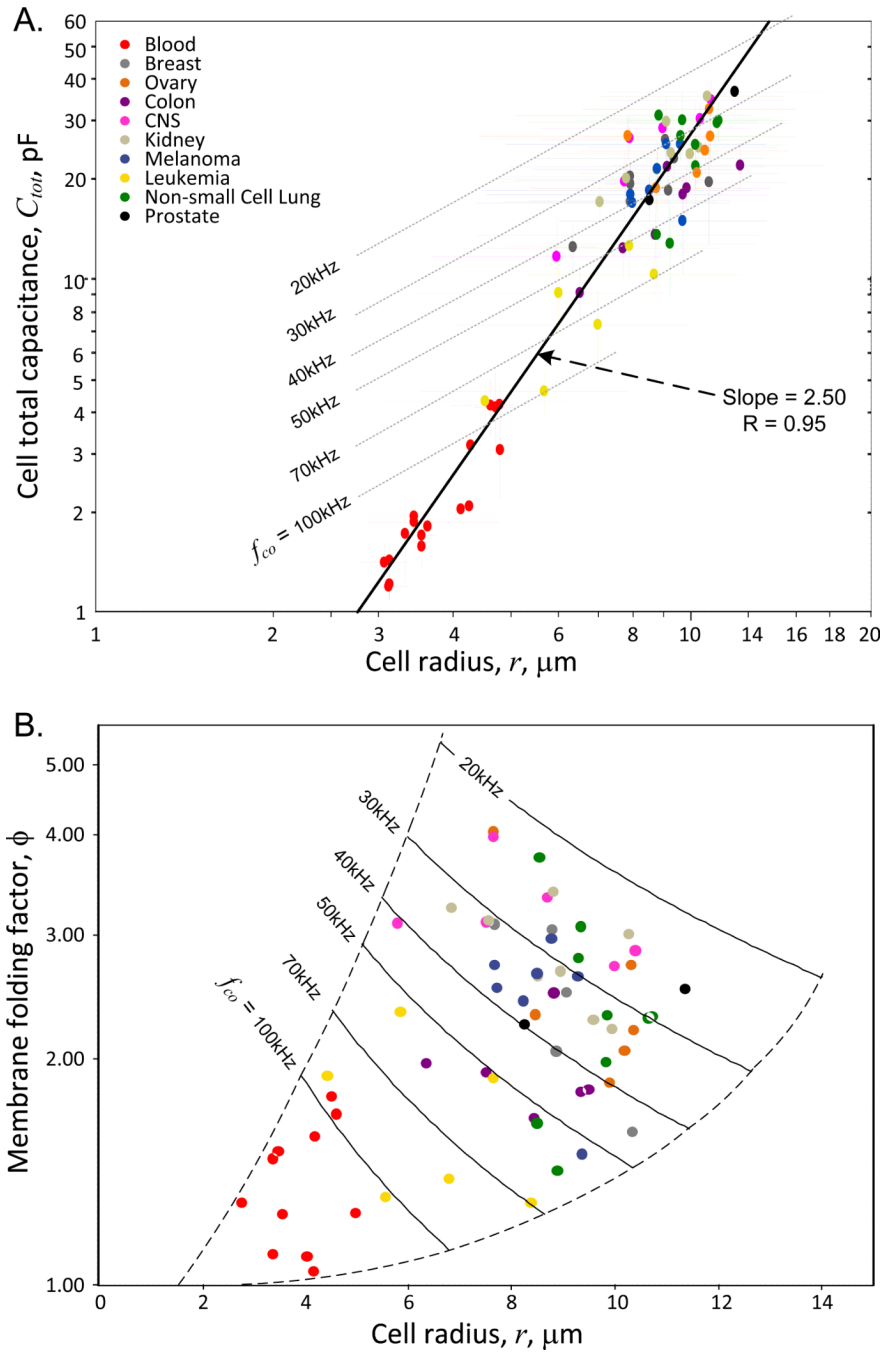 A.
60
50
40
30
20
10
8
6
5
4
3
2
1
Cell total capacitance, Ctot, pF
Blood
Breast
Ovary
Colon
CNS
Kidney
Melanoma
Leukemia
Non-small Cell Lung
Prostate
20kHz
30kHz
40kHz
50kHz
70kHz
fco = 100kHz
Slope = 2.50
R = 0.95
1 2 3 4 6 8 10 12 14 16 18 20
Cell radius, r, μm
B.
5.00
4.00
3.00
2.00
1.00
Membrane folding factor, ϕ
20kHz
30kHz
40kHz
50kHz
70kHz
fco = 100kHz
0 2 4 6 8 10 12 14
Cell radius, r, μm